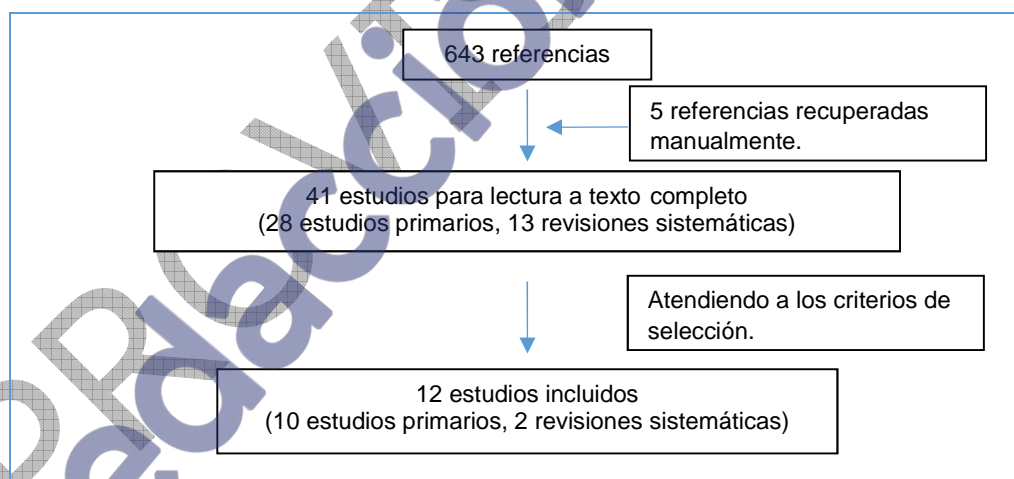 643 referencias
5 referencias recuperadas
manualmente.
41 estudios para lectura a texto completo
(28 estudios primarios, 13 revisiones sistemáticas)
Atendiendo a los criterios de
selección.
12 estudios incluidos
(10 estudios primarios, 2 revisiones sistemáticas)